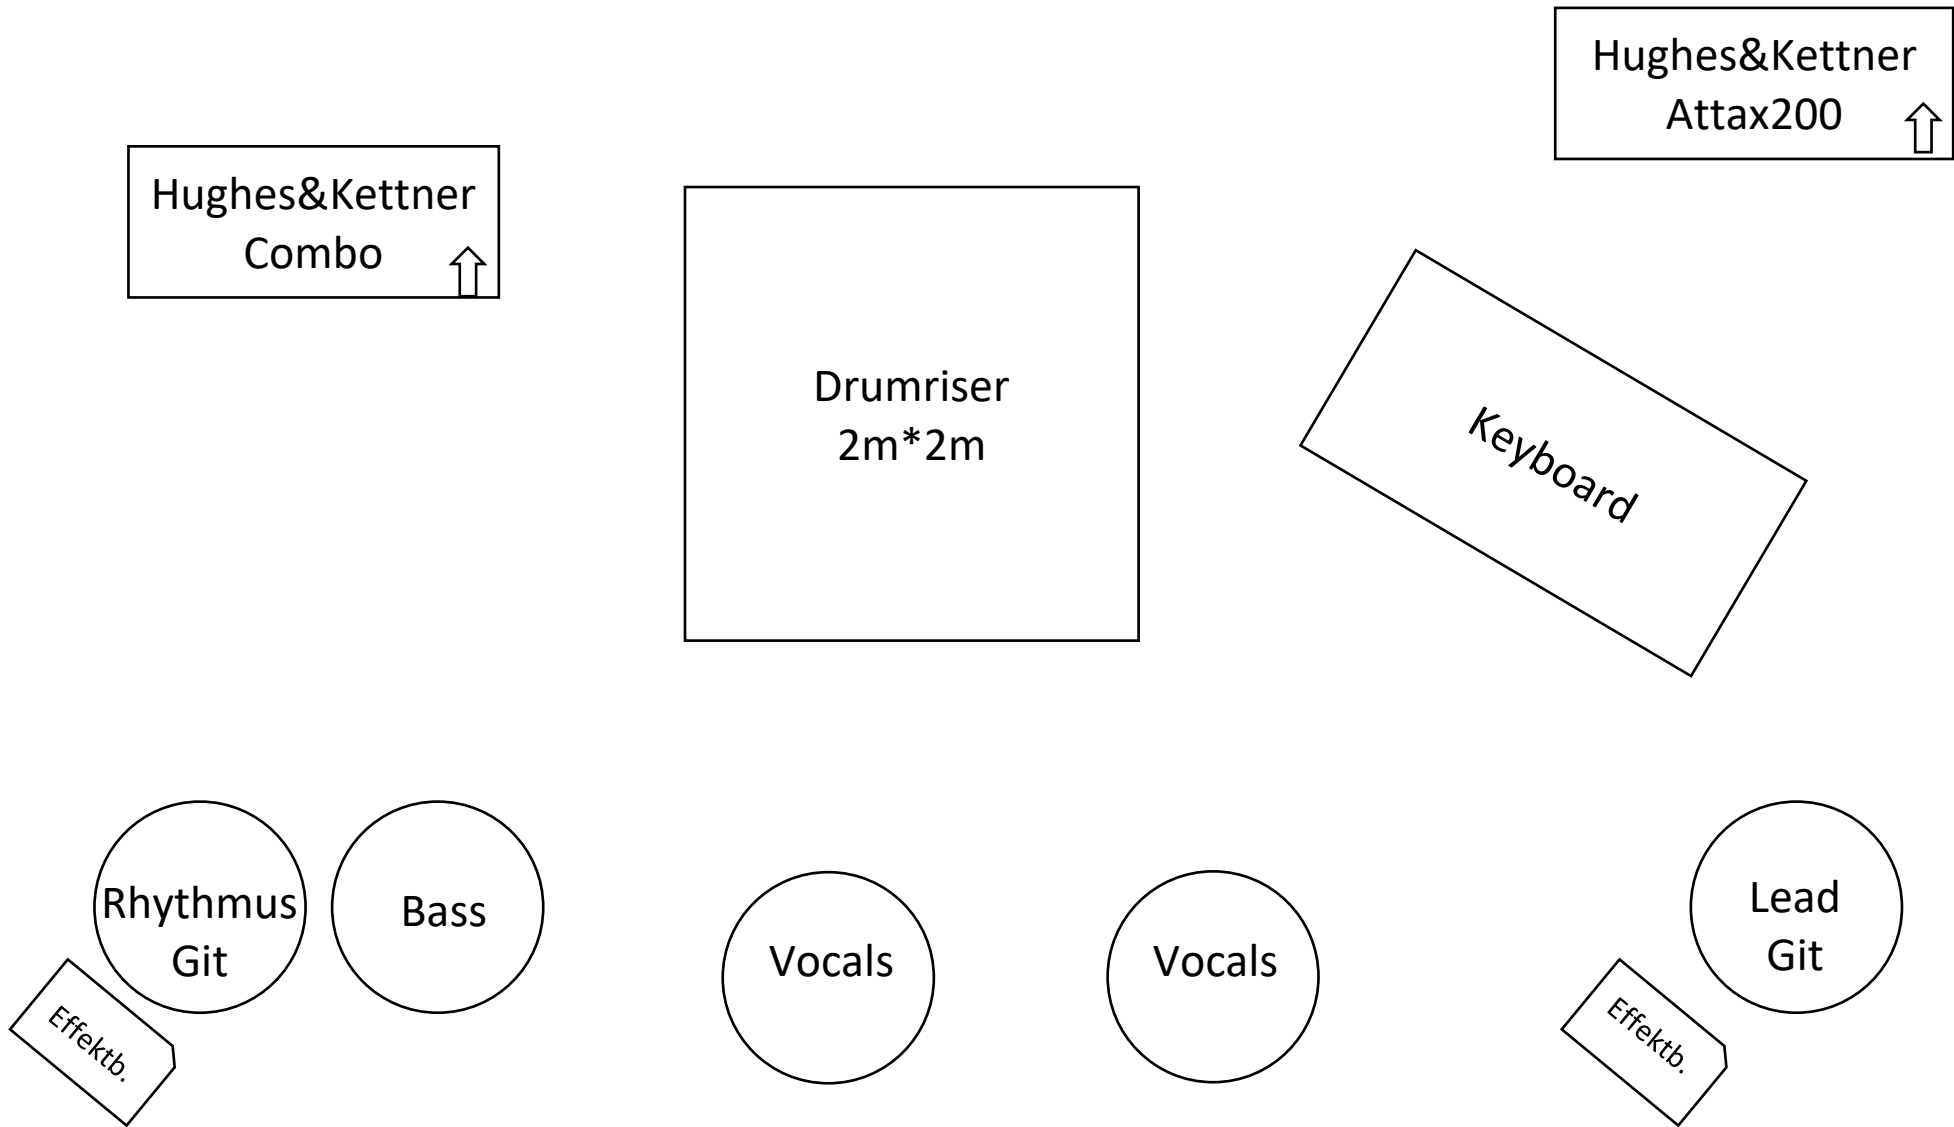 Hughes&Kettner
Attax200
Hughes&Kettner
Combo
Drumriser
2m*2m
Keyboard
Rhythmus
Git
Bass
Vocals
Vocals
Lead
Git
Effektb.
Effektb.